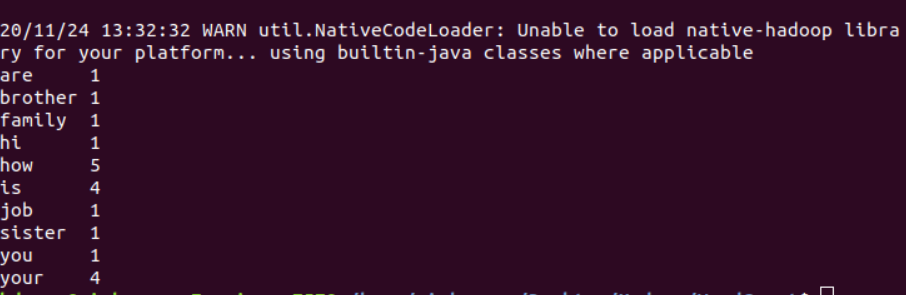 20/11/24 13:32:32 WARN util.NativeCodeLoader: Unable to load native-hadoop libra
ry for your platform... using builtin-java classes where applicable
are 1
brother 1
family 1
hi 1
how 5
is 4
job 1
sister 1
you 1
your 4